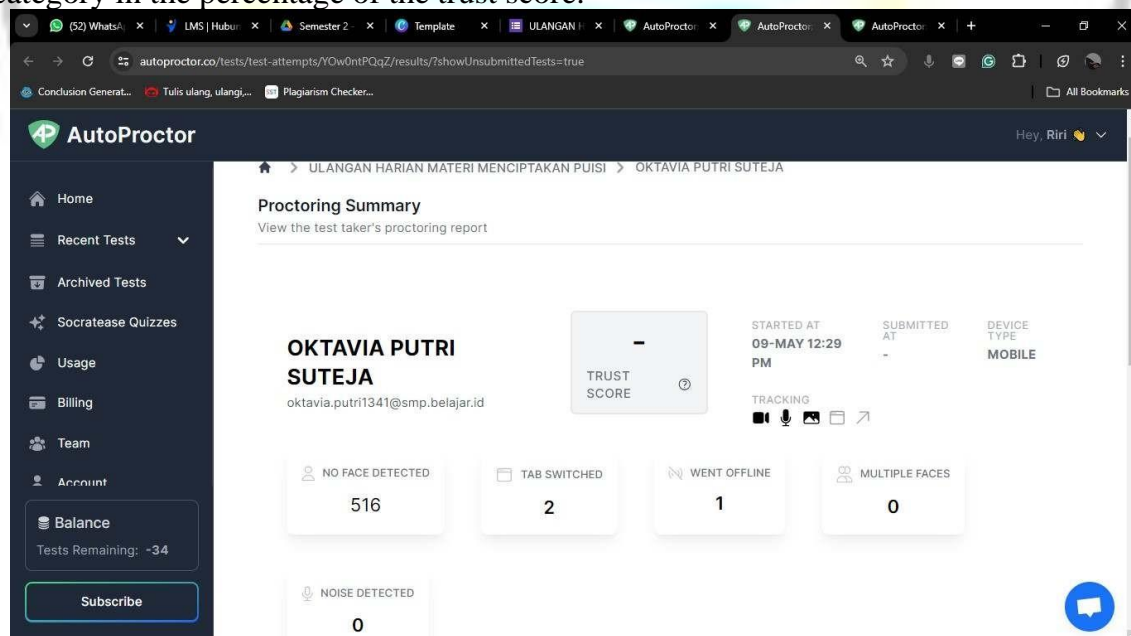 category in the percentage of the trust score.
(52) WhatsA
LMS | Hubun
Semester 2 -
Template
ULANGAN H
AutoProctor
AutoProctor
AutoProctor
autoproctor.co/tests/test-attempts/YOw0ntPQqZ/results/?showUnsubmittedTests=true
Conclusion Generat...
Tulis ulang, ulangi,...
Plagiarism Checker...
All Bookmarks
AutoProctor
Hey, Riri
Home
Recent Tests
Archived Tests
Socratease Quizzes
Usage
Billing
Team
Account
Balance
Tests Remaining: -34
Subscribe
ULANGAN HARIAN MATERI MENCIPTAKAN PUISI > OKTAVIA PUTRI SUTEJA
Proctoring Summary
View the test taker's proctoring report
OKTAVIA PUTRI
SUTEJA
oktavia.putri1341@smp.belajar.id
-
TRUST
SCORE
STARTED AT
09-MAY 12:29
PM
SUBMITTED
AT
-
DEVICE
TYPE
MOBILE
TRACKING
NO FACE DETECTED
516
TAB SWITCHED
2
WENT OFFLINE
1
MULTIPLE FACES
0
NOISE DETECTED
0